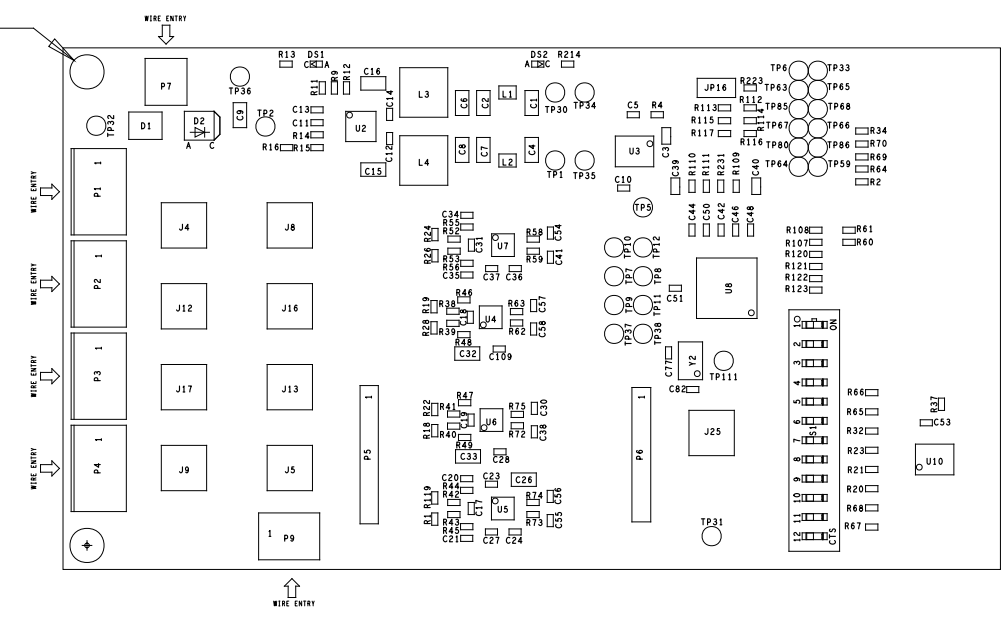 WIRE ENTRY
R13
DS1
C A
DS2
A C
R214
P7
TP36
R11
R9
R12
C16
C14
L3
C6
C2
L1
C1
TP30
TP34
C5
R4
JP16
R223
TP6
TP33
TP63
TP65
TP85
TP68
TP67
TP66
TP80
TP86
TP64
TP59
R113
R112
R115
R114
R117
R116
R34
R70
R69
R64
R2
TP32
D1
D2
A C
C9
TP2
C13
C11
R14
R16
R15
U2
C12
C15
L4
C8
C7
L2
C4
TP1
TP35
U3
C3
C10
C39
R110
R111
R231
R109
C40
TP5
C44
C50
C42
C46
C48
WIRE ENTRY
1
P1
J4
J8
C34
R55
R24
R52
R26
R53
R56
C35
C31
U7
R58
C54
R59
C41
C37
C36
TP10
TP12
TP7
TP8
TP9
TP11
TP37
TP38
C51
U8
R108
R61
R107
R60
R120
R121
R122
R123
WIRE ENTRY
1
P2
J12
J16
R46
R19
R38
C18
R28
R39
R48
C32
U4
R63
C57
R62
C58
C109
C77
Y2
C82
TP111
1
ON
2
3
4
5
6
7
8
9
10
11
12
CTS
S1
WIRE ENTRY
1
P3
J17
J13
1
P5
R47
R22
R41
C19
R18
R40
R49
C33
U6
R75
C30
R72
C38
C28
1
P6
J25
R66
R65
R32
R23
R21
R20
R68
R67
R37
C53
U10
WIRE ENTRY
1
P4
J9
J5
C20
R44
R119
R42
R1
R43
R45
C21
C17
C23
C26
U5
R74
C56
R73
C55
C27
C24
TP31
1
P9
WIRE ENTRY